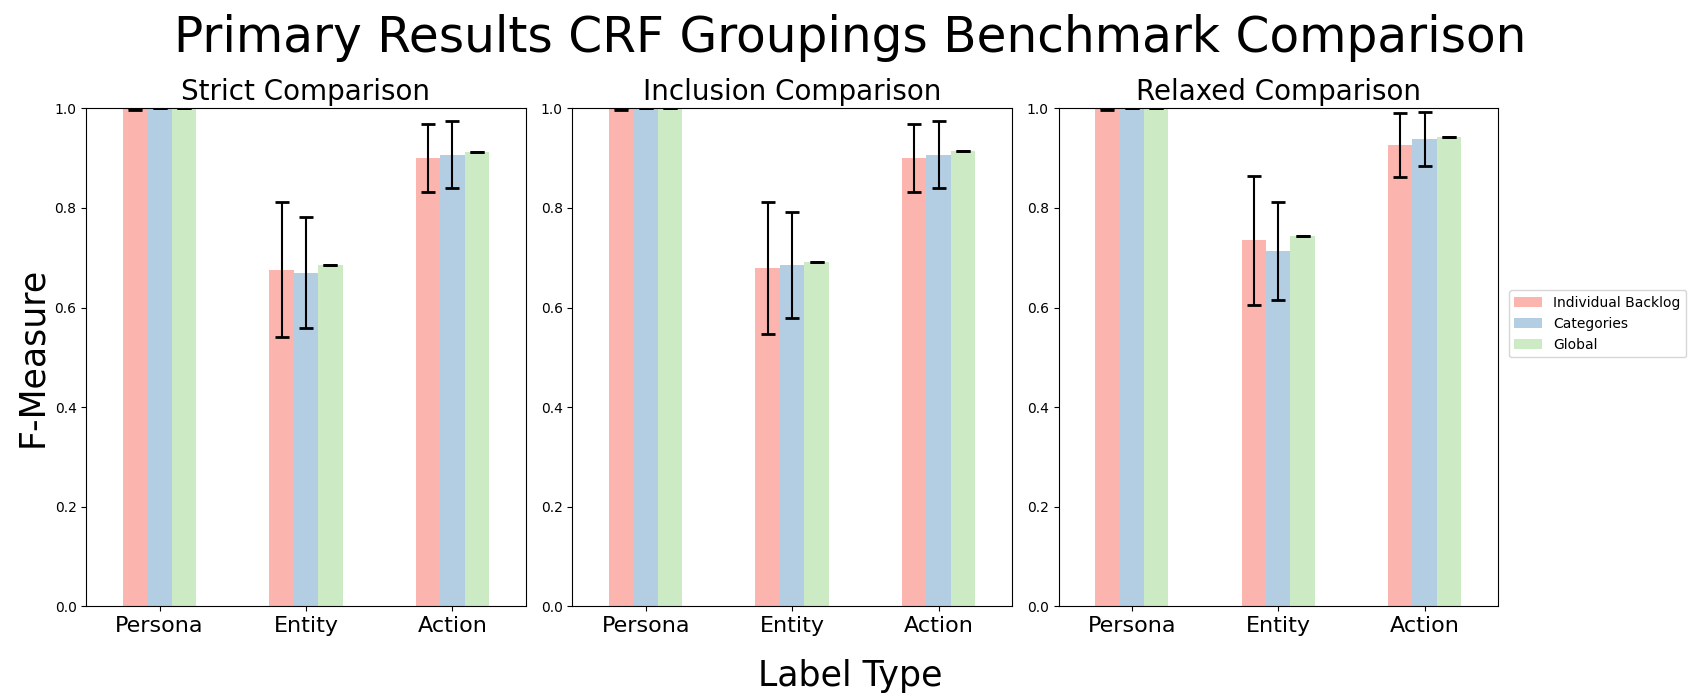 Primary Results CRF Groupings Benchmark Comparison
Strict Comparison
Inclusion Comparison
Relaxed Comparison
F-Measure
1.0
0.8
0.6
0.4
0.2
0.0
Persona Entity Action
1.0
0.8
0.6
0.4
0.2
0.0
Persona Entity Action
1.0
0.8
0.6
0.4
0.2
0.0
Persona Entity Action
Individual Backlog
Categories
Global
Label Type